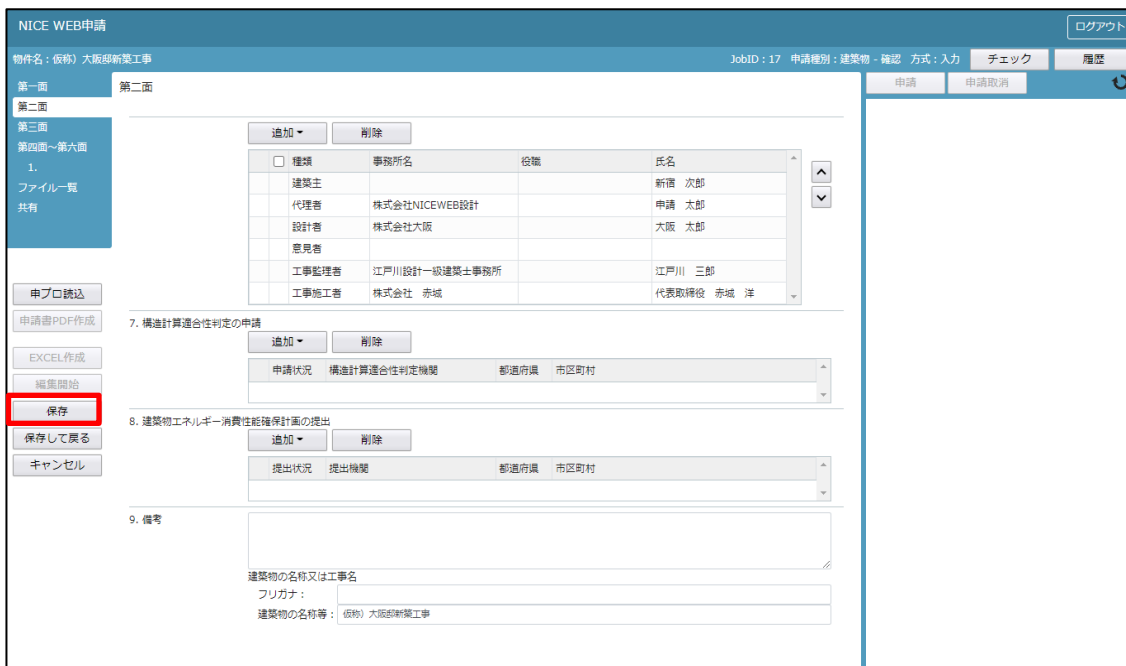 NICE WEB申請
ログアウト
物件名：仮称）大阪邸新築工事
JobID：17 申請種別：建築物 - 確認 方式：入力 チェック 履歴
第一面
第二面
第三面
第四面～第六面
1.
ファイル一覧
共有
申プロ読込
申請書PDF作成
EXCEL作成
編集開始
保存
保存して戻る
キャンセル
第二面
追加 削除
種類 事務所名 役職 氏名
建築主 新宿 次郎
代理者 株式会社NICEWEB設計 申請 太郎
設計者 株式会社大阪 大阪 太郎
意見者
工事監理者 江戸川設計一級建築士事務所 江戸川 三郎
工事施工者 株式会社 赤城 代表取締役 赤城 洋
7. 構造計算適合性判定の申請
追加 削除
申請状況 構造計算適合性判定機関 都道府県 市区町村
8. 建築物エネルギー消費性能確保計画の提出
追加 削除
提出状況 提出機関 都道府県 市区町村
9. 備考
建築物の名称又は工事名
フリガナ：
建築物の名称等： 仮称）大阪邸新築工事
申請 申請取消